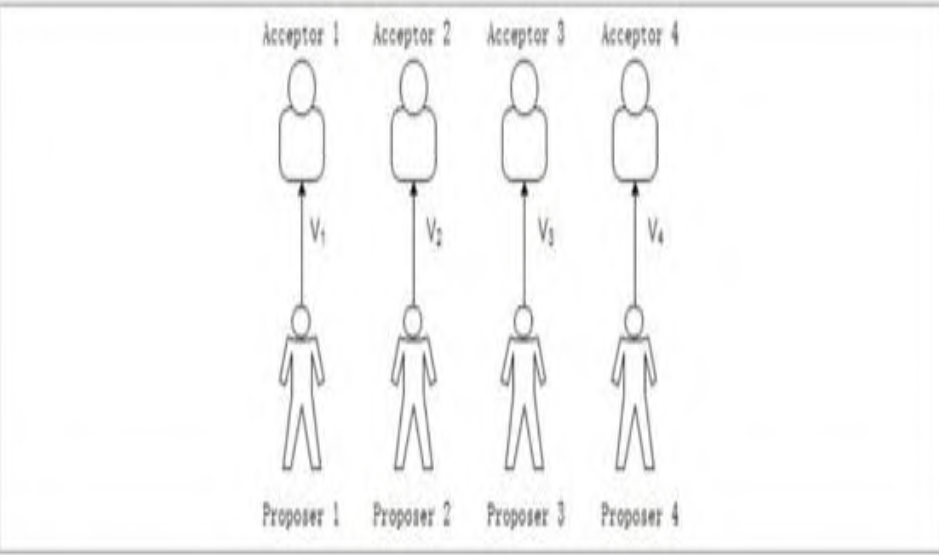 Acceptor 1 Acceptor 2 Acceptor 3 Acceptor 4
V₁ V₂ V₃ V₄
Proposer 1 Proposer 2 Proposer 3 Proposer 4